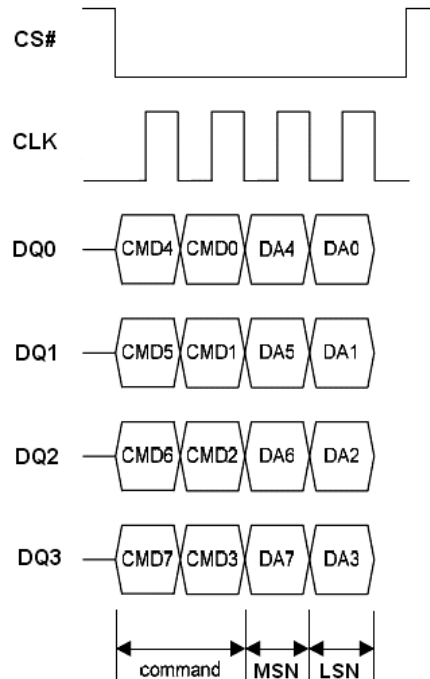 CS#
CLK
DQ0 CMD4 CMD0 DA4 DA0
DQ1 CMD5 CMD1 DA5 DA1
DQ2 CMD6 CMD2 DA6 DA2
DQ3 CMD7 CMD3 DA7 DA3
command MSN LSN